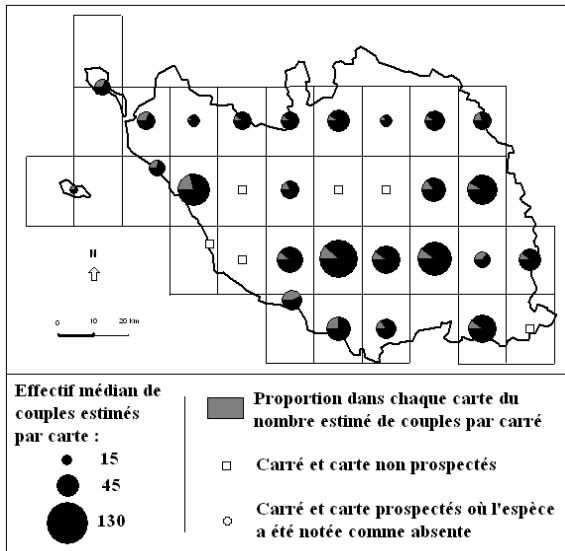 N
0 10 20 Km
Effectif médian de
couples estimés
par carte :
15
45
130
Proportion dans chaque carte du
nombre estimé de couples par carré
Carré et carte non prospectés
Carré et carte prospectés où l'espèce
a été notée comme absente